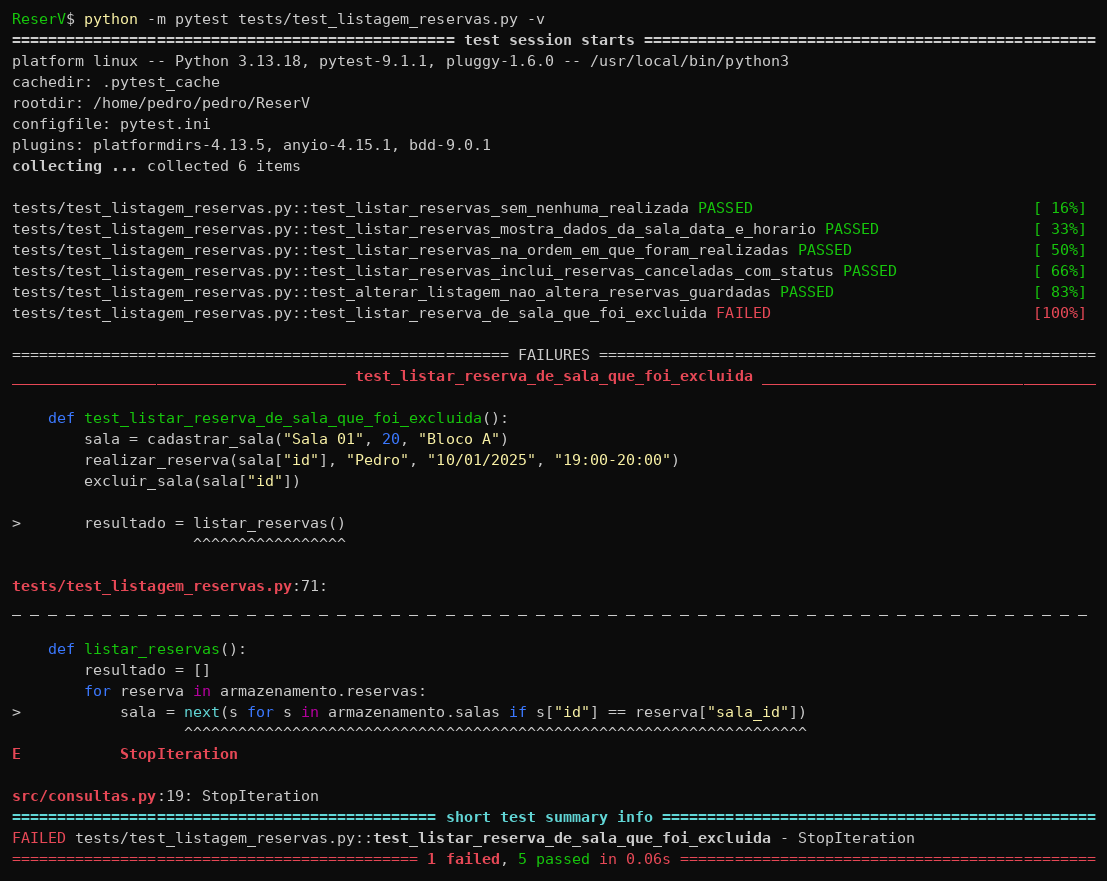 ReserV$ python -m pytest tests/test_listagem_reservas.py -v
================================================= test session starts ==================================================
platform linux -- Python 3.13.18, pytest-9.1.1, pluggy-1.6.0 -- /usr/local/bin/python3
cachedir: .pytest_cache
rootdir: /home/pedro/pedro/ReserV
configfile: pytest.ini
plugins: platformdirs-4.13.5, anyio-4.15.1, bdd-9.0.1
collecting ... collected 6 items

tests/test_listagem_reservas.py::test_listar_reservas_sem_nenhuma_realizada PASSED                               [ 16%]
tests/test_listagem_reservas.py::test_listar_reservas_mostra_dados_da_sala_data_e_horario PASSED                 [ 33%]
tests/test_listagem_reservas.py::test_listar_reservas_na_ordem_em_que_foram_realizadas PASSED                    [ 50%]
tests/test_listagem_reservas.py::test_listar_reservas_inclui_reservas_canceladas_com_status PASSED               [ 66%]
tests/test_listagem_reservas.py::test_alterar_listagem_nao_altera_reservas_guardadas PASSED                      [ 83%]
tests/test_listagem_reservas.py::test_listar_reserva_de_sala_que_foi_excluida FAILED                             [100%]

======================================================= FAILURES =======================================================
_____________________________________ test_listar_reserva_de_sala_que_foi_excluida _____________________________________

    def test_listar_reserva_de_sala_que_foi_excluida():
        sala = cadastrar_sala("Sala 01", 20, "Bloco A")
        realizar_reserva(sala["id"], "Pedro", "10/01/2025", "19:00-20:00")
        excluir_sala(sala["id"])

>       resultado = listar_reservas()
                    ^^^^^^^^^^^^^^^^^

tests/test_listagem_reservas.py:71:
_ _ _ _ _ _ _ _ _ _ _ _ _ _ _ _ _ _ _ _ _ _ _ _ _ _ _ _ _ _ _ _ _ _ _ _ _ _ _ _ _ _ _ _ _ _ _ _ _ _ _ _ _ _ _ _ _ _ _ _

    def listar_reservas():
        resultado = []
        for reserva in armazenamento.reservas:
>           sala = next(s for s in armazenamento.salas if s["id"] == reserva["sala_id"])
                   ^^^^^^^^^^^^^^^^^^^^^^^^^^^^^^^^^^^^^^^^^^^^^^^^^^^^^^^^^^^^^^^^^^^^^
E           StopIteration

src/consultas.py:19: StopIteration
=============================================== short test summary info ================================================
FAILED tests/test_listagem_reservas.py::test_listar_reserva_de_sala_que_foi_excluida - StopIteration
============================================= 1 failed, 5 passed in 0.06s ==============================================